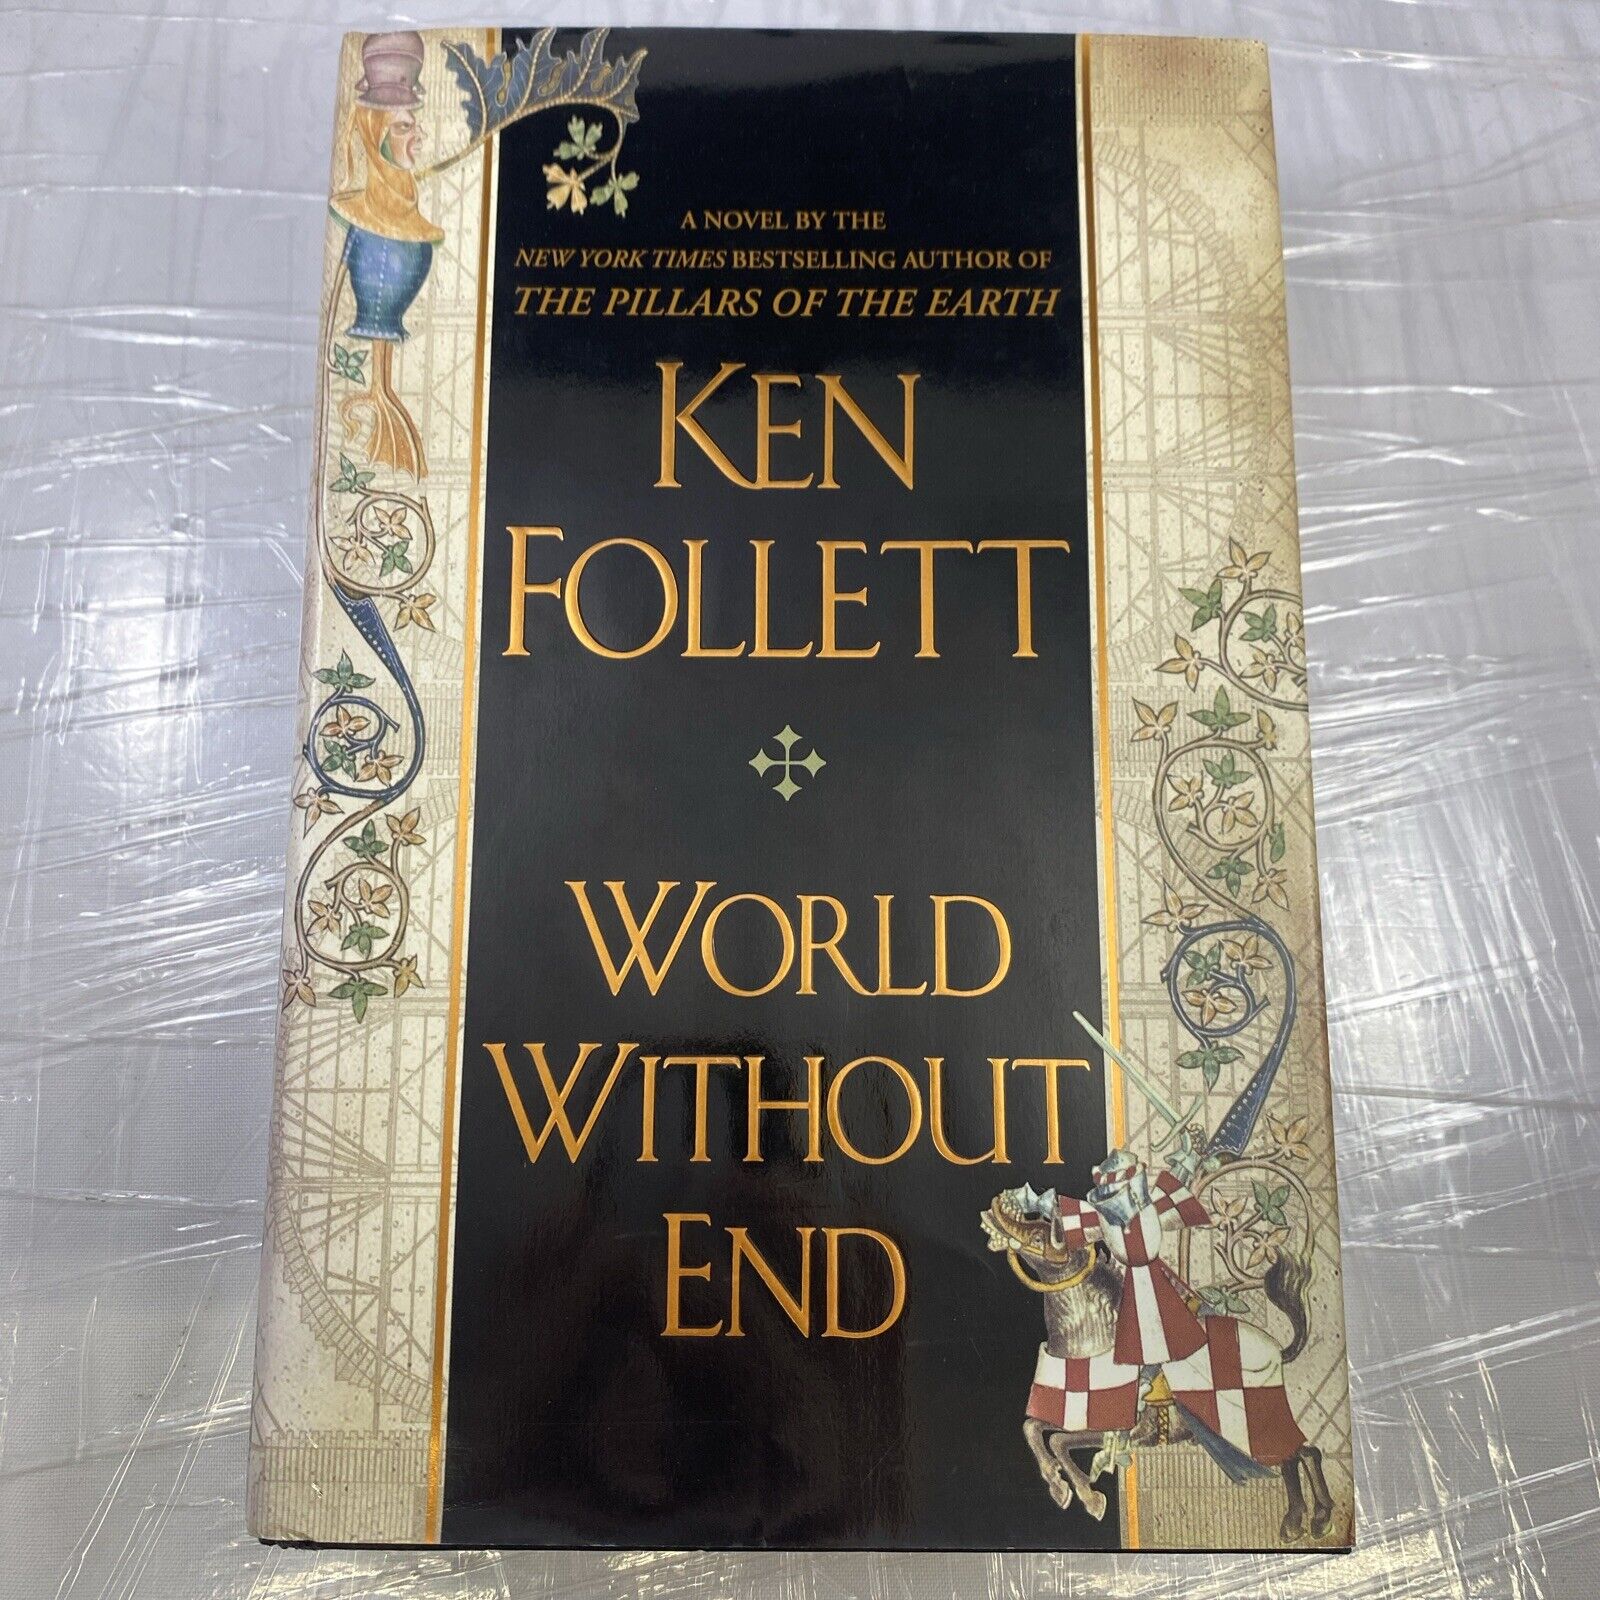 A NOVEL BY THE
NEW YORK TIMES BESTSELLING AUTHOR OF
THE PILLARS OF THE EARTH
KEN
FOLLETT
WORLD
WITHOUT
END